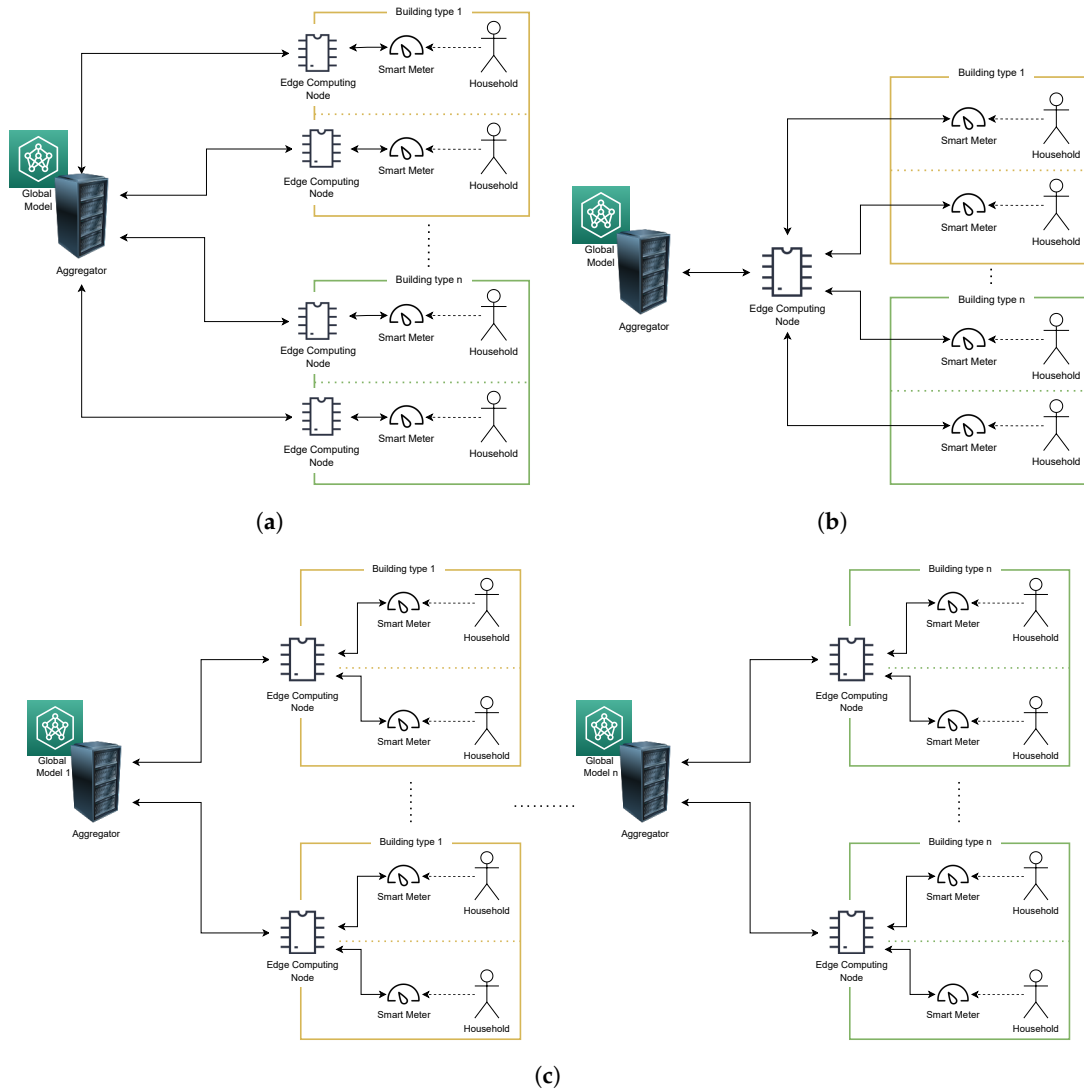 Building type 1
Edge Computing
Node
Smart Meter
Household
Edge Computing
Node
Smart Meter
Household
Global
Model
Aggregator
Building type n
Edge Computing
Node
Smart Meter
Household
Edge Computing
Node
Smart Meter
Household
(a)
Building type 1
Smart Meter
Household
Smart Meter
Household
Global
Model
Aggregator
Edge Computing
Node
Building type n
Smart Meter
Household
Smart Meter
Household
(b)
Building type 1
Smart Meter
Household
Edge Computing
Node
Smart Meter
Household
Global
Model 1
Aggregator
Building type 1
Smart Meter
Household
Edge Computing
Node
Smart Meter
Household
Building type n
Smart Meter
Household
Edge Computing
Node
Smart Meter
Household
Global
Model n
Aggregator
Building type n
Smart Meter
Household
Edge Computing
Node
Smart Meter
Household
(c)